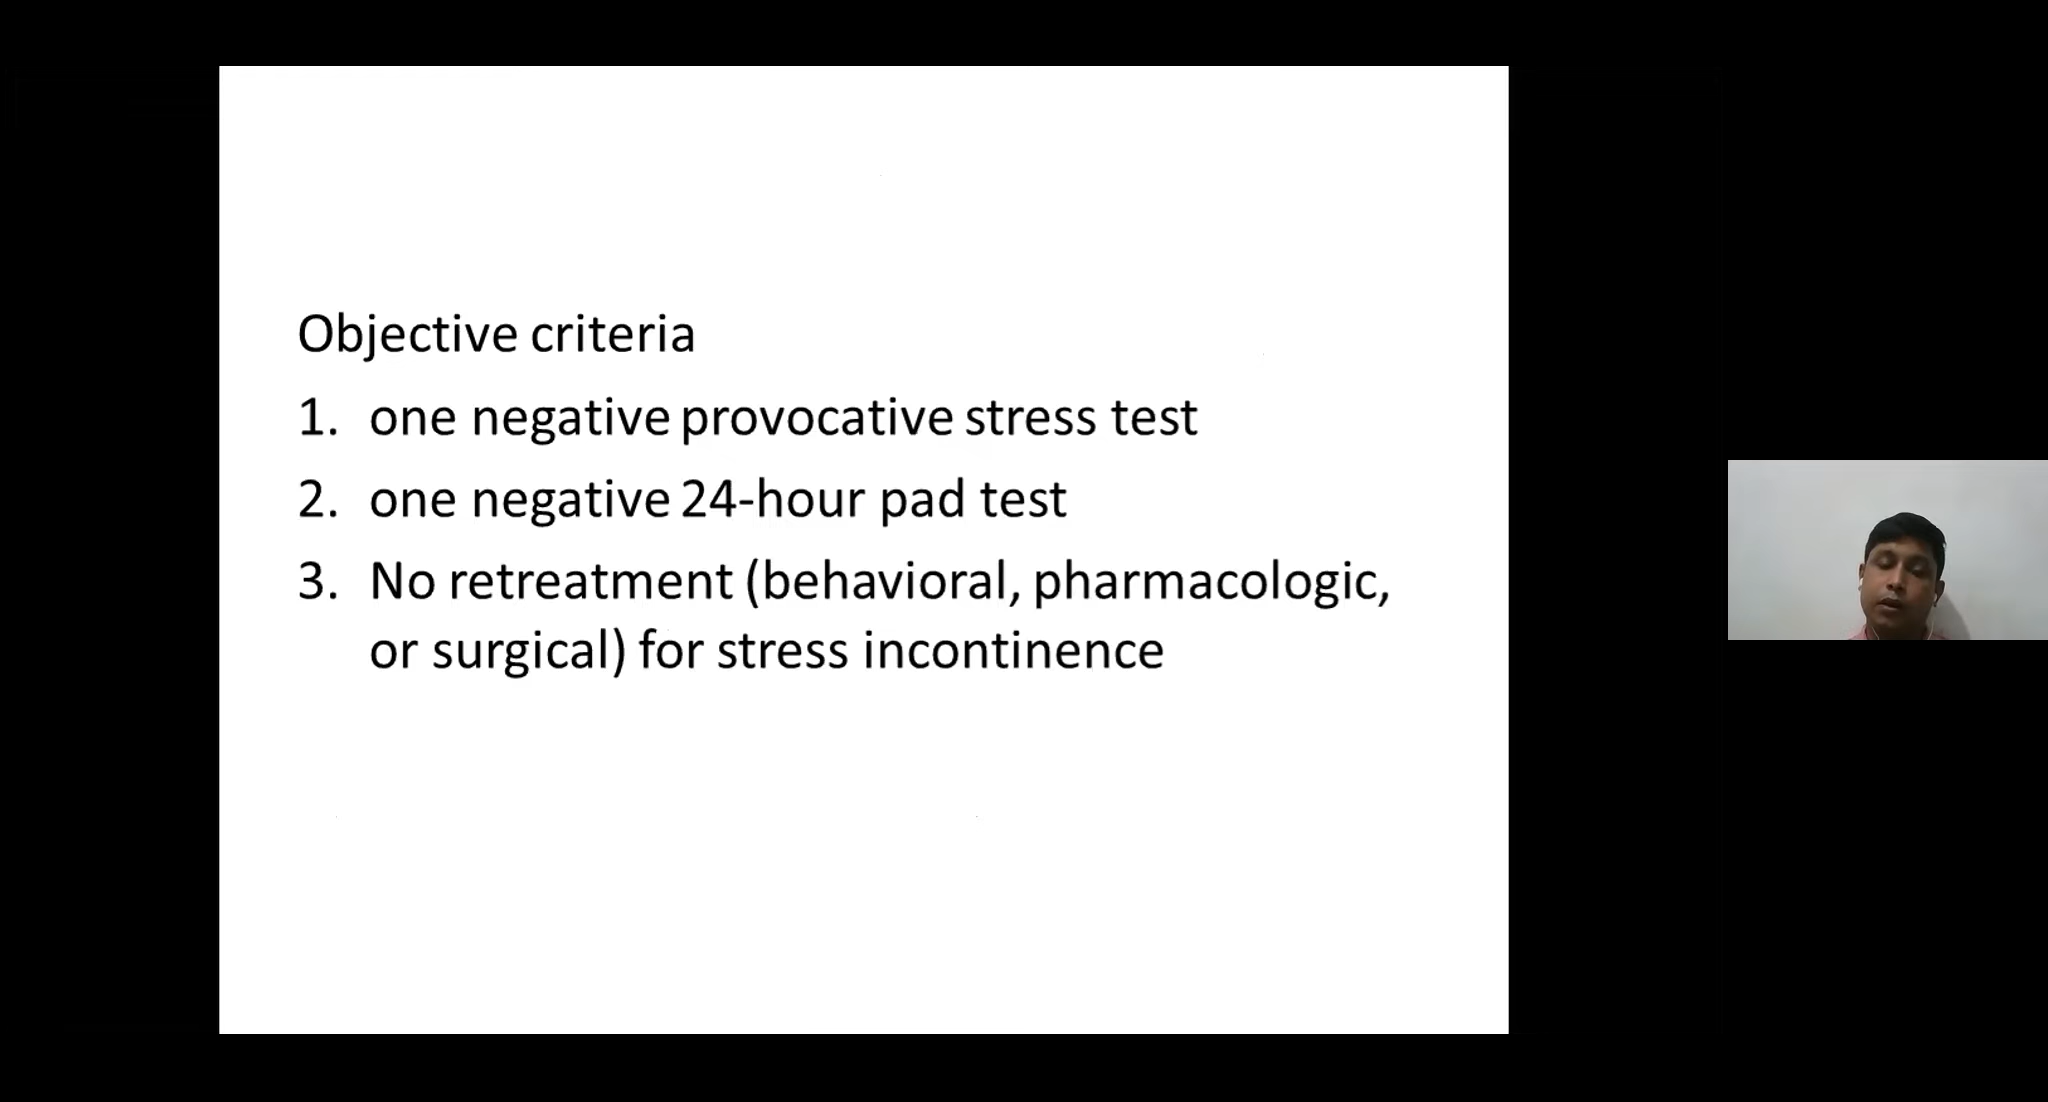 Objective criteria
1. one negative provocative stress test
2. one negative 24-hour pad test
3. No retreatment (behavioral, pharmacologic,
or surgical) for stress incontinence